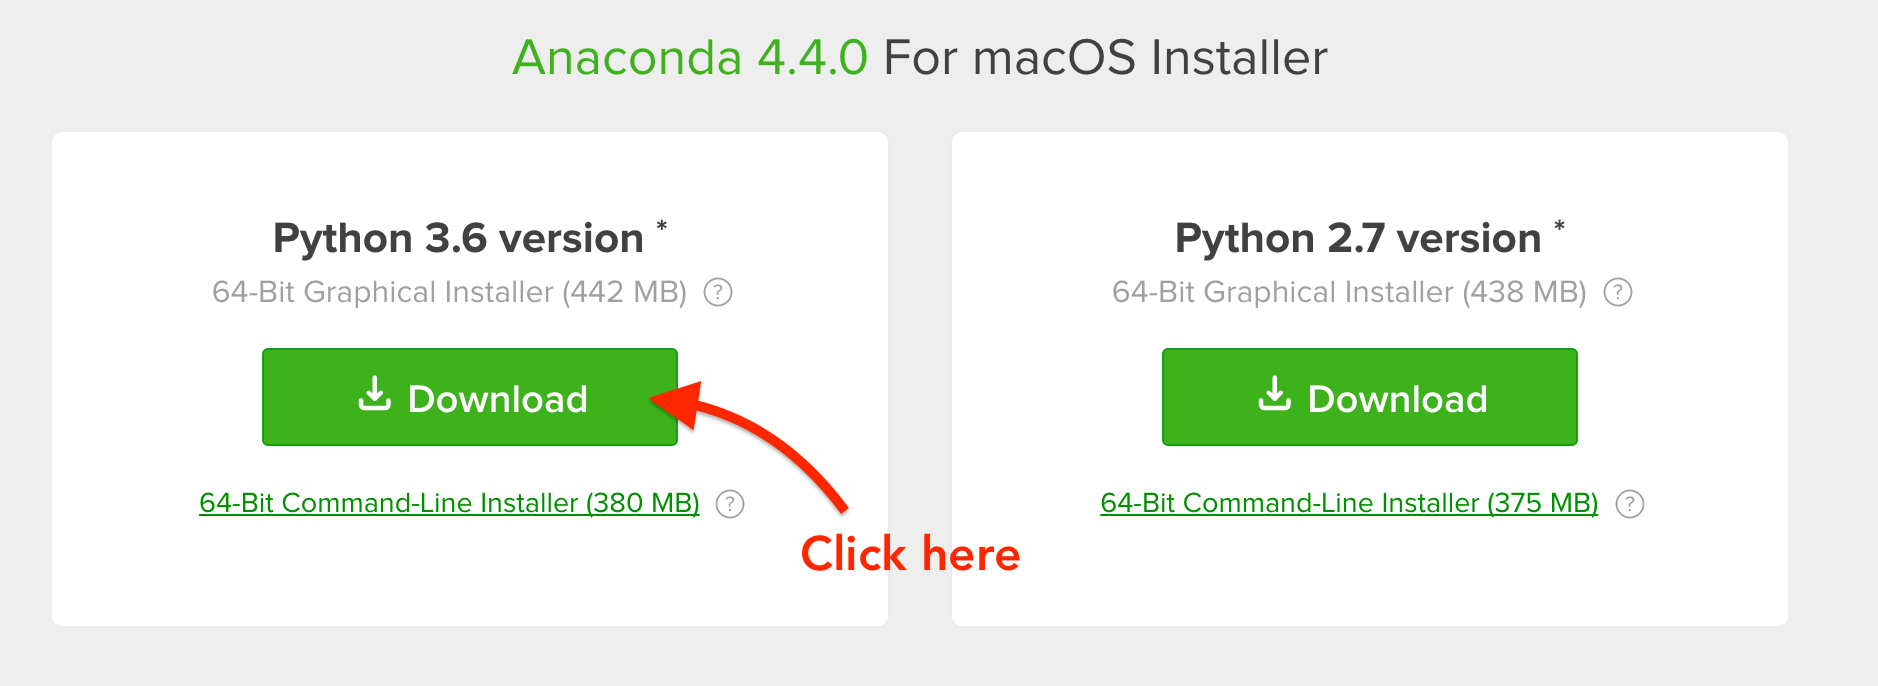 Anaconda 4.4.0 For macOS Installer
Python 3.6 version *
64-Bit Graphical Installer (442 MB) ?
Download
64-Bit Command-Line Installer (380 MB) ?
Python 2.7 version *
64-Bit Graphical Installer (438 MB) ?
Download
64-Bit Command-Line Installer (375 MB) ?
Click here